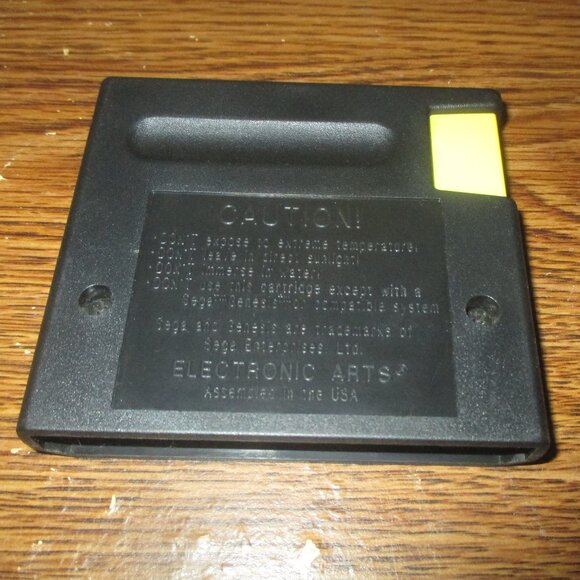 CAUTION!
·DON'T expose to extreme temperature!
·DON'T leave in direct sunlight!
·DON'T immerse in water!
·DON'T use this cartridge except with a
Sega™ Genesis™ or compatible system
Sega and Genesis are trademarks of
Sega Enterprises Ltd.
ELECTRONIC ARTS®
Assembled in the USA